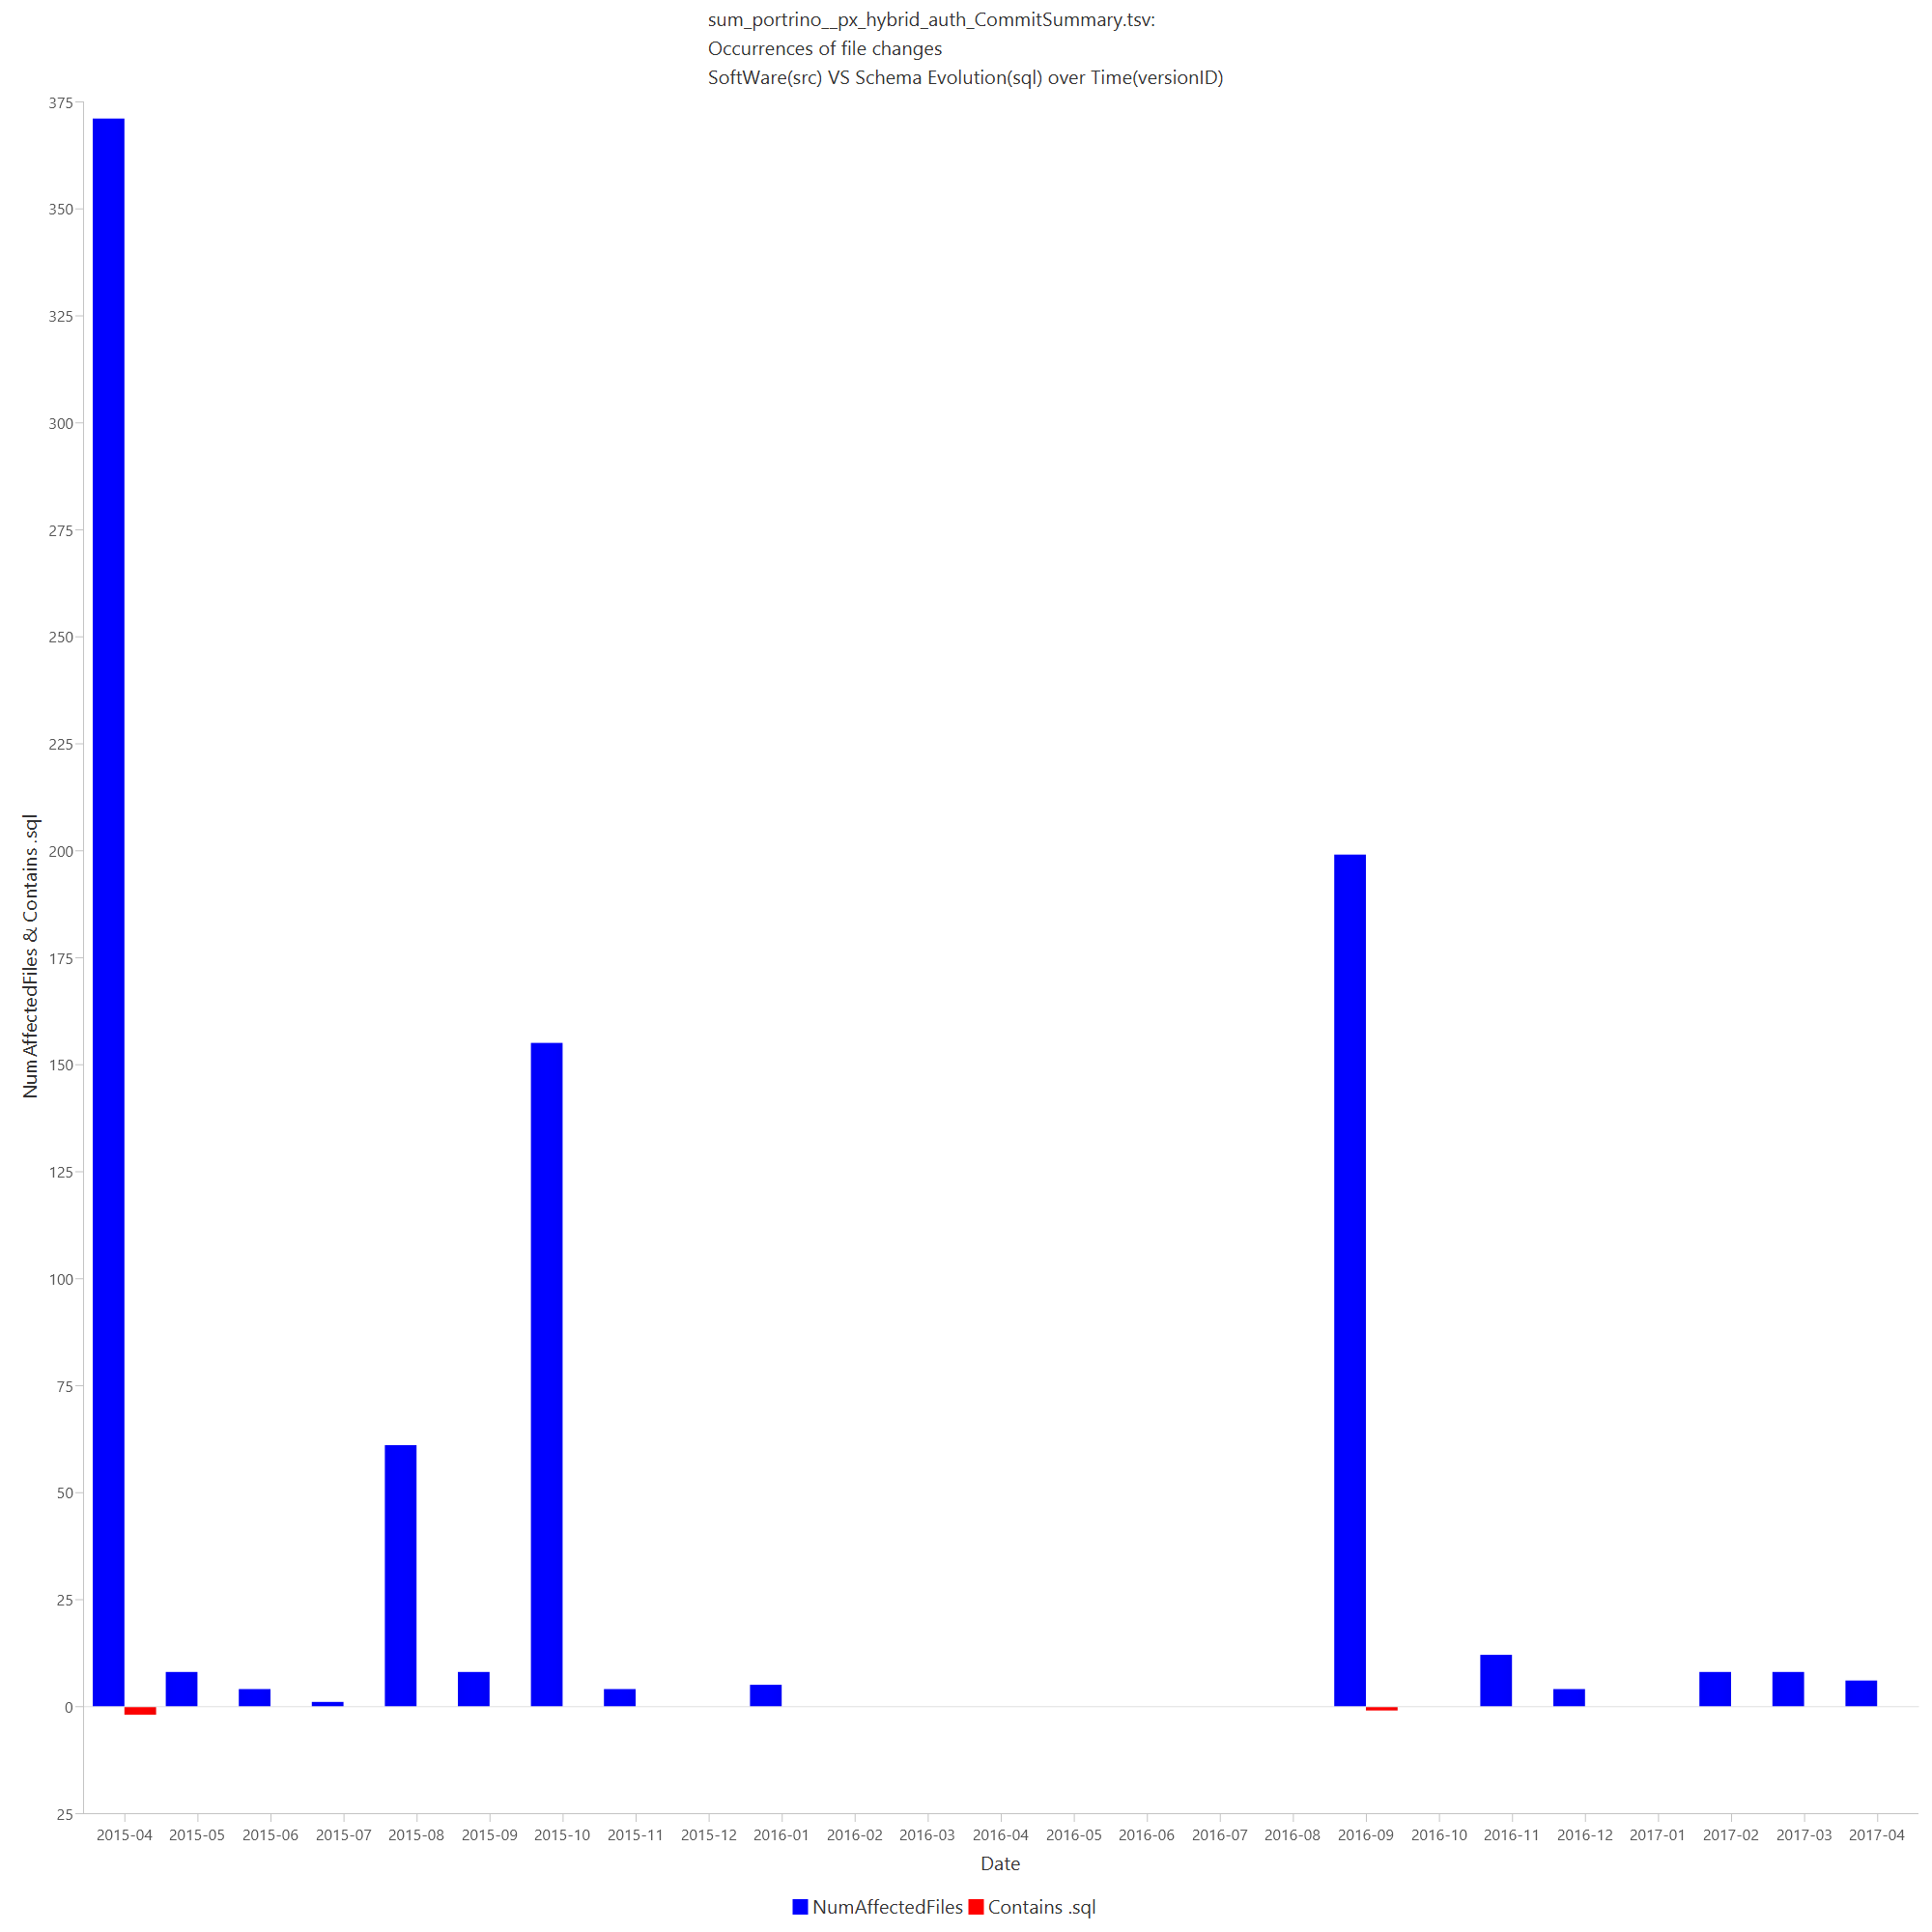 sum_portrino__px_hybrid_auth_CommitSummary.tsv:
Occurrences of file changes
SoftWare(src) VS Schema Evolution(sql) over Time(versionID)
375
350
325
300
275
250
225
200
175
150
125
100
75
50
25
0
25
NumAffectedFiles & Contains .sql
2015-04 2015-05 2015-06 2015-07 2015-08 2015-09 2015-10 2015-11 2015-12 2016-01 2016-02 2016-03 2016-04 2016-05 2016-06 2016-07 2016-08 2016-09 2016-10 2016-11 2016-12 2017-01 2017-02 2017-03 2017-04
Date
NumAffectedFiles Contains .sql